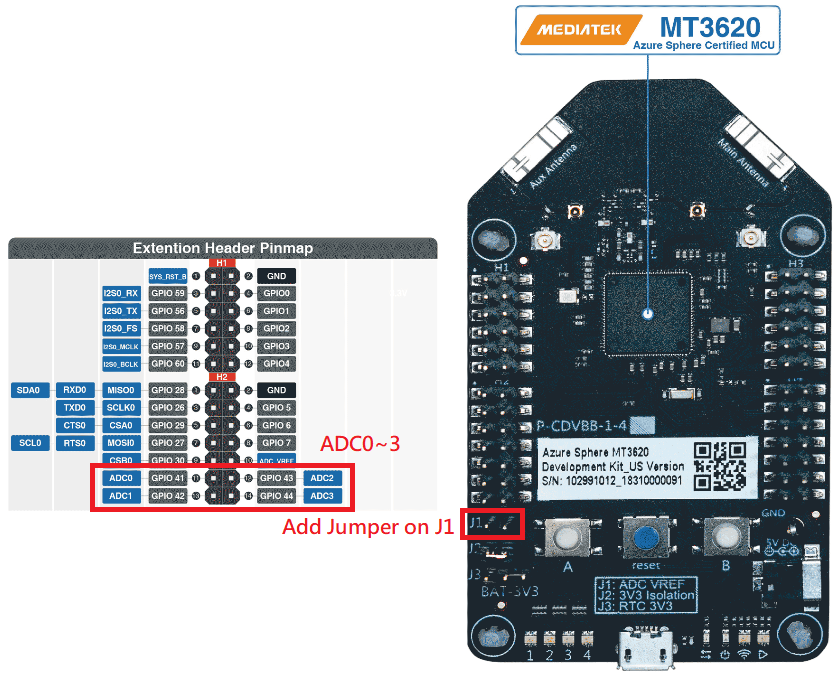 MEDIATEK MT3620
Azure Sphere Certified MCU
Aux Antenna
Main Antenna
Extention Header Pinmap
H1
SYS_RST_B 1 2 GND
I2S0_RX GPIO 59 3 4 GPIO0
I2S0_TX GPIO 56 5 6 GPIO1
I2S0_FS GPIO 58 7 8 GPIO2
I2S0_MCLK GPIO 57 9 10 GPIO3
I2S0_BCLK GPIO 60 11 12 GPIO4
H2
SDA0 RXD0 MISO0 GPIO 28 1 2 GND
TXD0 SCLK0 GPIO 26 3 4 GPIO 5
CTS0 CSA0 GPIO 29 5 6 GPIO 6
SCL0 RTS0 MOSI0 GPIO 27 7 8 GPIO 7
CSB0 GPIO 30 9 10 ADC_VREF
ADC0 GPIO 41 11 12 GPIO 43 ADC2
ADC1 GPIO 42 13 14 GPIO 44 ADC3
ADC0~3
Add Jumper on J1
H1
H3
P-CDVBB-1-4
Azure Sphere MT3620
Development Kit_US Version
S/N: 102991012_18310000091
J1
J2
J3
BAT-3V3
A
reset
B
GND
5V DC
J1: ADC VREF
J2: 3V3 Isolation
J3: RTC 3V3
1 2 3 4